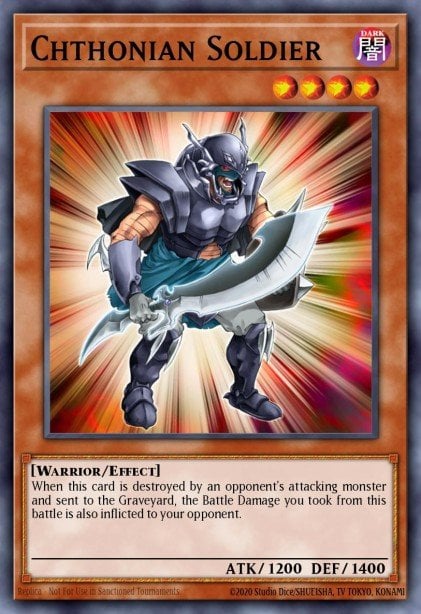 Chthonian Soldier
DARK
闇
[Warrior/Effect]
When this card is destroyed by an opponent's attacking monster
and sent to the Graveyard, the Battle Damage you took from this
battle is also inflicted to your opponent.
ATK/1200 DEF/1400
Replica - Not For Use in Sanctioned Tournaments
©2020 Studio Dice/SHUEISHA, TV TOKYO, KONAMI